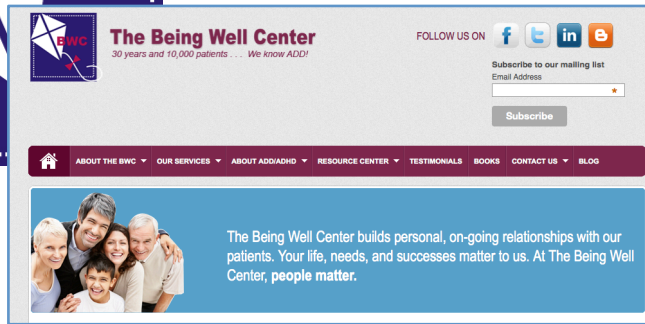 BWC
The Being Well Center
30 years and 10,000 patients . . . We know ADD!
FOLLOW US ON
Subscribe to our mailing list
Email Address
*
Subscribe
ABOUT THE BWC OUR SERVICES ABOUT ADD/ADHD RESOURCE CENTER TESTIMONIALS BOOKS CONTACT US BLOG
The Being Well Center builds personal, on-going relationships with our
patients. Your life, needs, and successes matter to us. At The Being Well
Center, people matter.